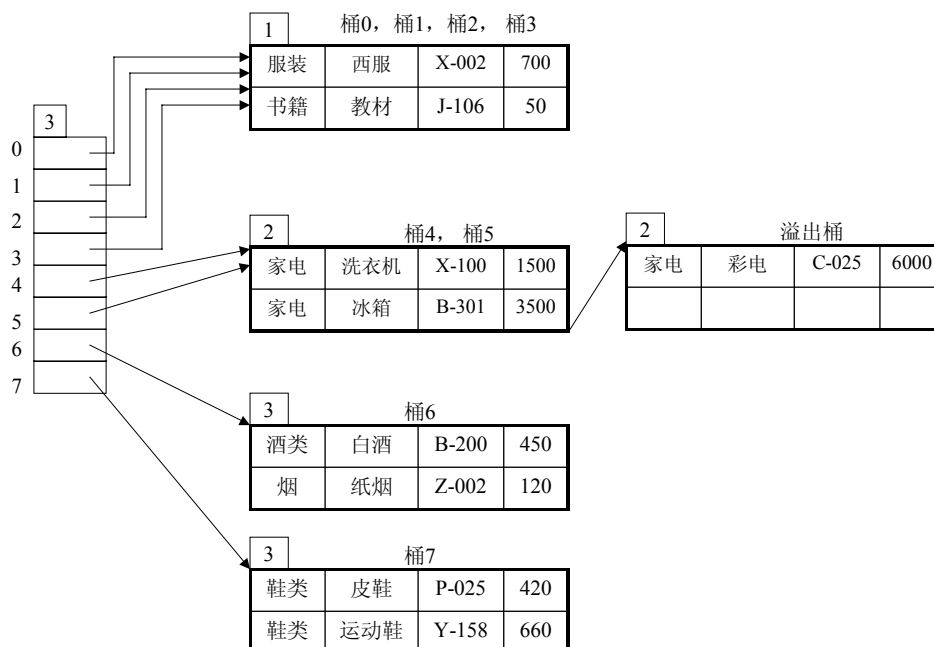 1 桶0，桶1，桶2， 桶3
服装 西服 X-002 700
书籍 教材 J-106 50
3
0
1
2
3
4
5
6
7
2 桶4， 桶5
家电 洗衣机 X-100 1500
家电 冰箱 B-301 3500
2 溢出桶
家电 彩电 C-025 6000
3 桶6
酒类 白酒 B-200 450
烟 纸烟 Z-002 120
3 桶7
鞋类 皮鞋 P-025 420
鞋类 运动鞋 Y-158 660